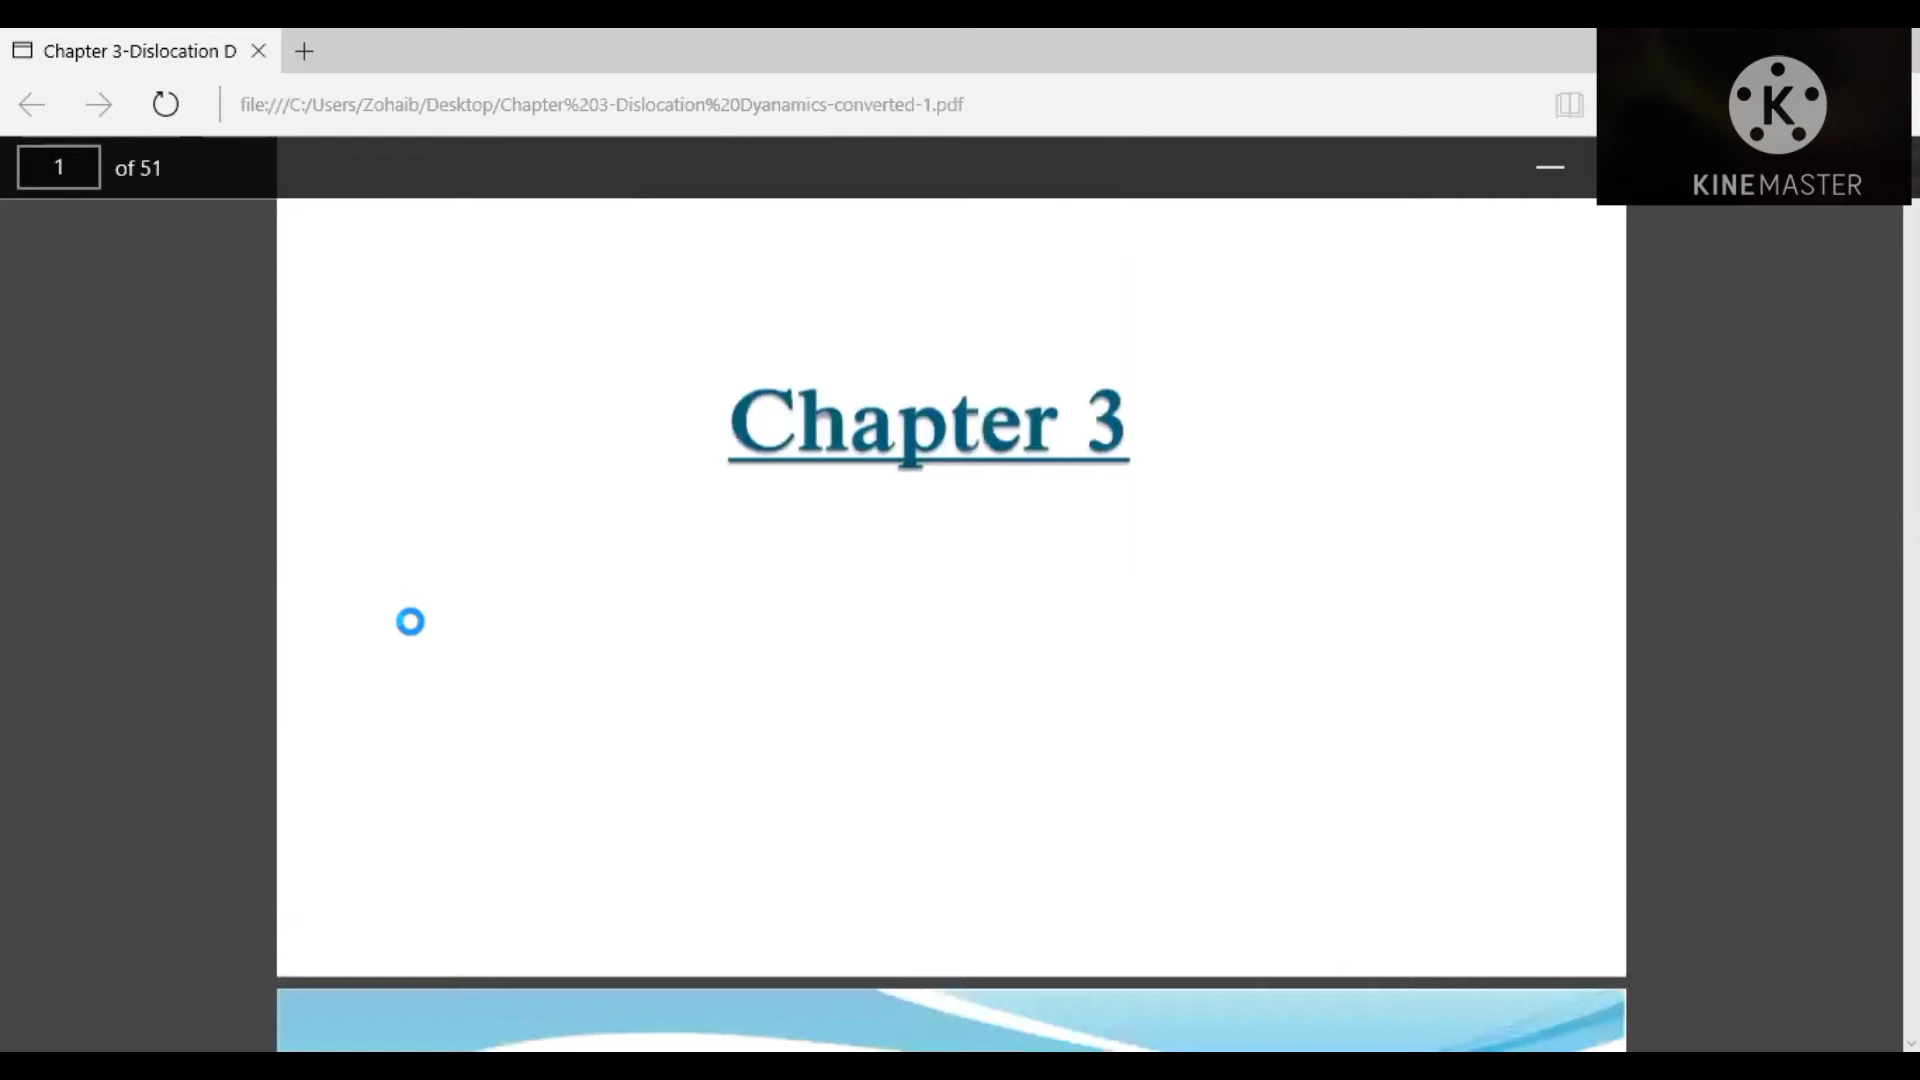 Chapter 3-Dislocation D
file:///C:/Users/Zohaib/Desktop/Chapter%203-Dislocation%20Dyanamics-converted-1.pdf
K
KINEMASTER
1 of 51
Chapter 3